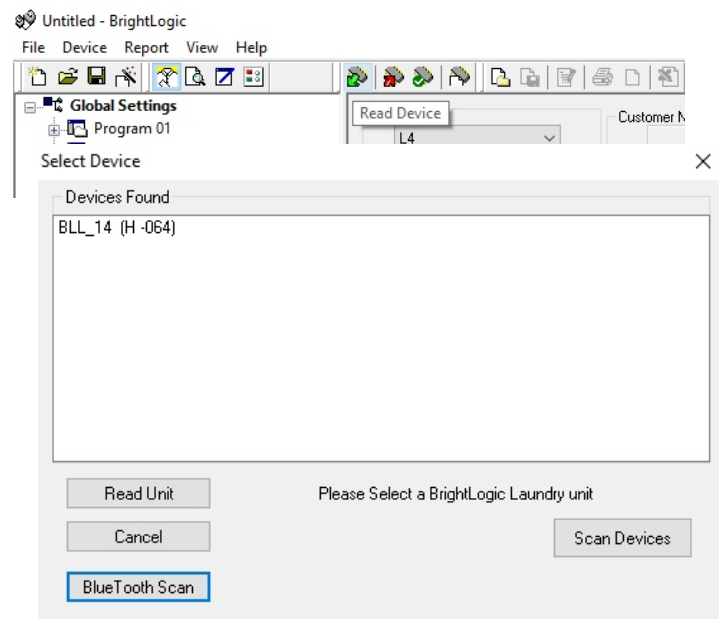 Untitled - BrightLogic
File Device Report View Help
Global Settings
Program 01
Read Device
L4
Customer N
Select Device
Devices Found
BLL_14 (H -064)
Read Unit
Please Select a BrightLogic Laundry unit
Cancel
Scan Devices
BlueTooth Scan